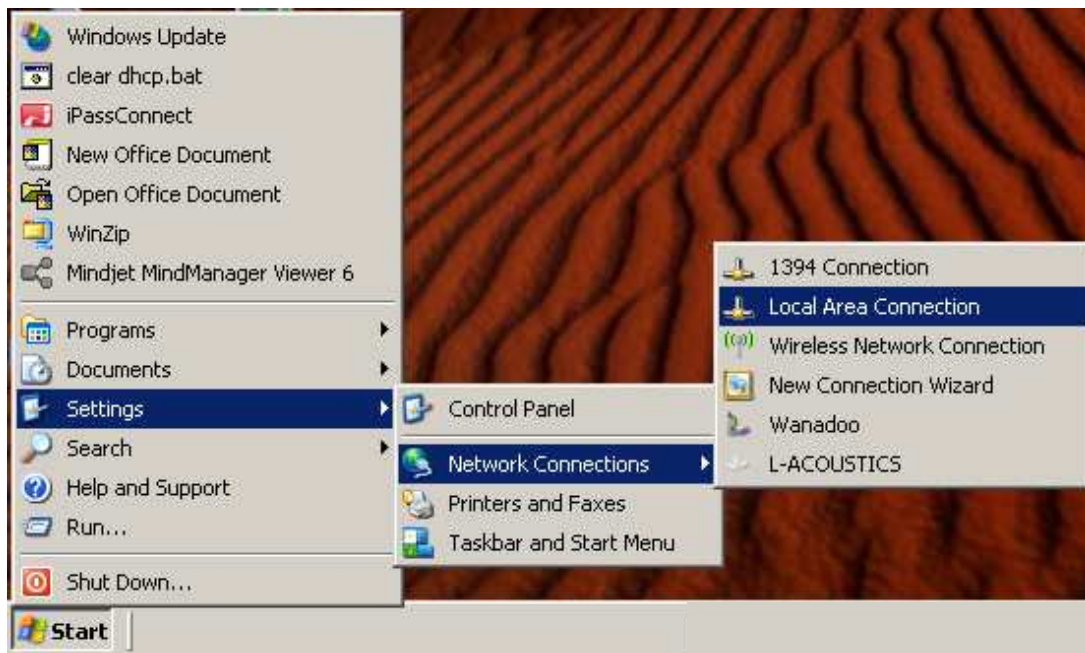 Windows Update
clear dhcp.bat
iPassConnect
New Office Document
Open Office Document
WinZip
Mindjet MindManager Viewer 6
Programs
Documents
Settings
Search
Help and Support
Run...
Shut Down...
Start
Control Panel
Network Connections
Printers and Faxes
Taskbar and Start Menu
1394 Connection
Local Area Connection
Wireless Network Connection
New Connection Wizard
Wanadoo
L-ACOUSTICS